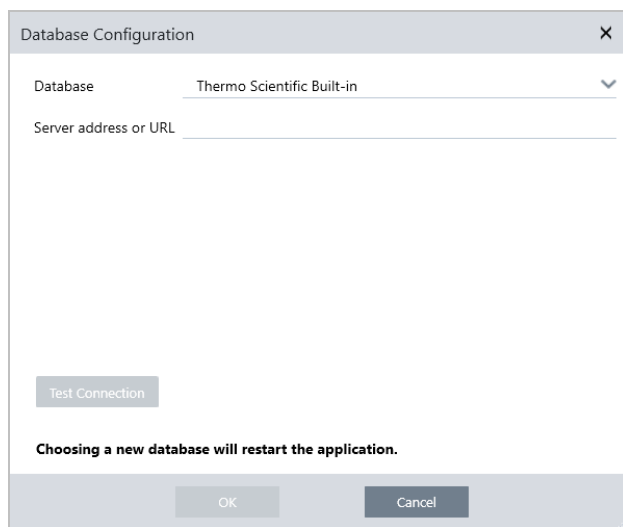 Database Configuration
Database Thermo Scientific Built-in
Server address or URL
Test Connection
Choosing a new database will restart the application.
OK Cancel